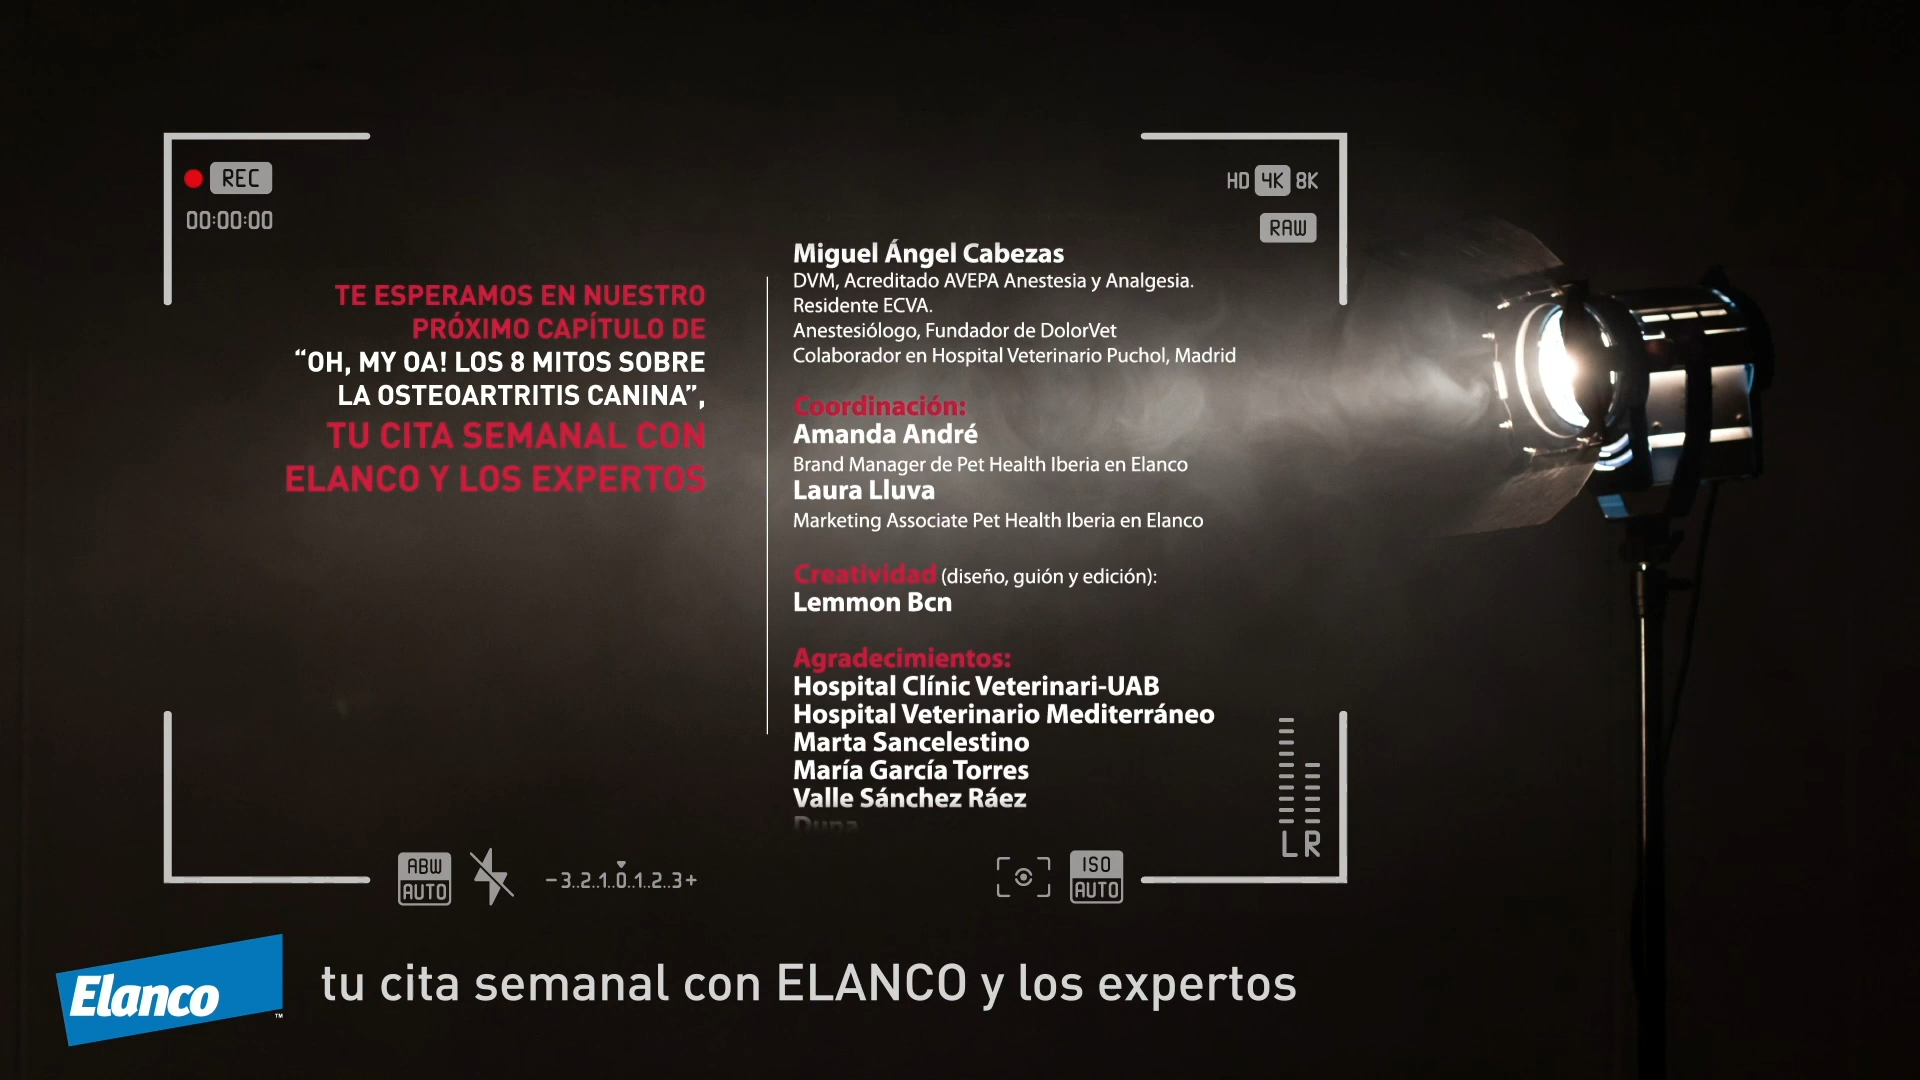 REC
00:00:00
HD 4K 8K
RAW
TE ESPERAMOS EN NUESTRO
PRÓXIMO CAPÍTULO DE
“OH, MY OA! LOS 8 MITOS SOBRE
LA OSTEOARTRITIS CANINA”,
TU CITA SEMANAL CON
ELANCO Y LOS EXPERTOS
Miguel Ángel Cabezas
DVM, Acreditado AVEPA Anestesia y Analgesia.
Residente ECVA.
Anestesiólogo, Fundador de DolorVet
Colaborador en Hospital Veterinario Puchol, Madrid
Coordinación:
Amanda André
Brand Manager de Pet Health Iberia en Elanco
Laura Lluva
Marketing Associate Pet Health Iberia en Elanco
Creatividad (diseño, guión y edición):
Lemmon Bcn
Agradecimientos:
Hospital Clínic Veterinari-UAB
Hospital Veterinario Mediterráneo
Marta Sancelestino
María García Torres
Valle Sánchez Ráez
L R
ABW
AUTO
-3..2..1..0..1..2..3+
ISO
AUTO
Elanco™
tu cita semanal con ELANCO y los expertos